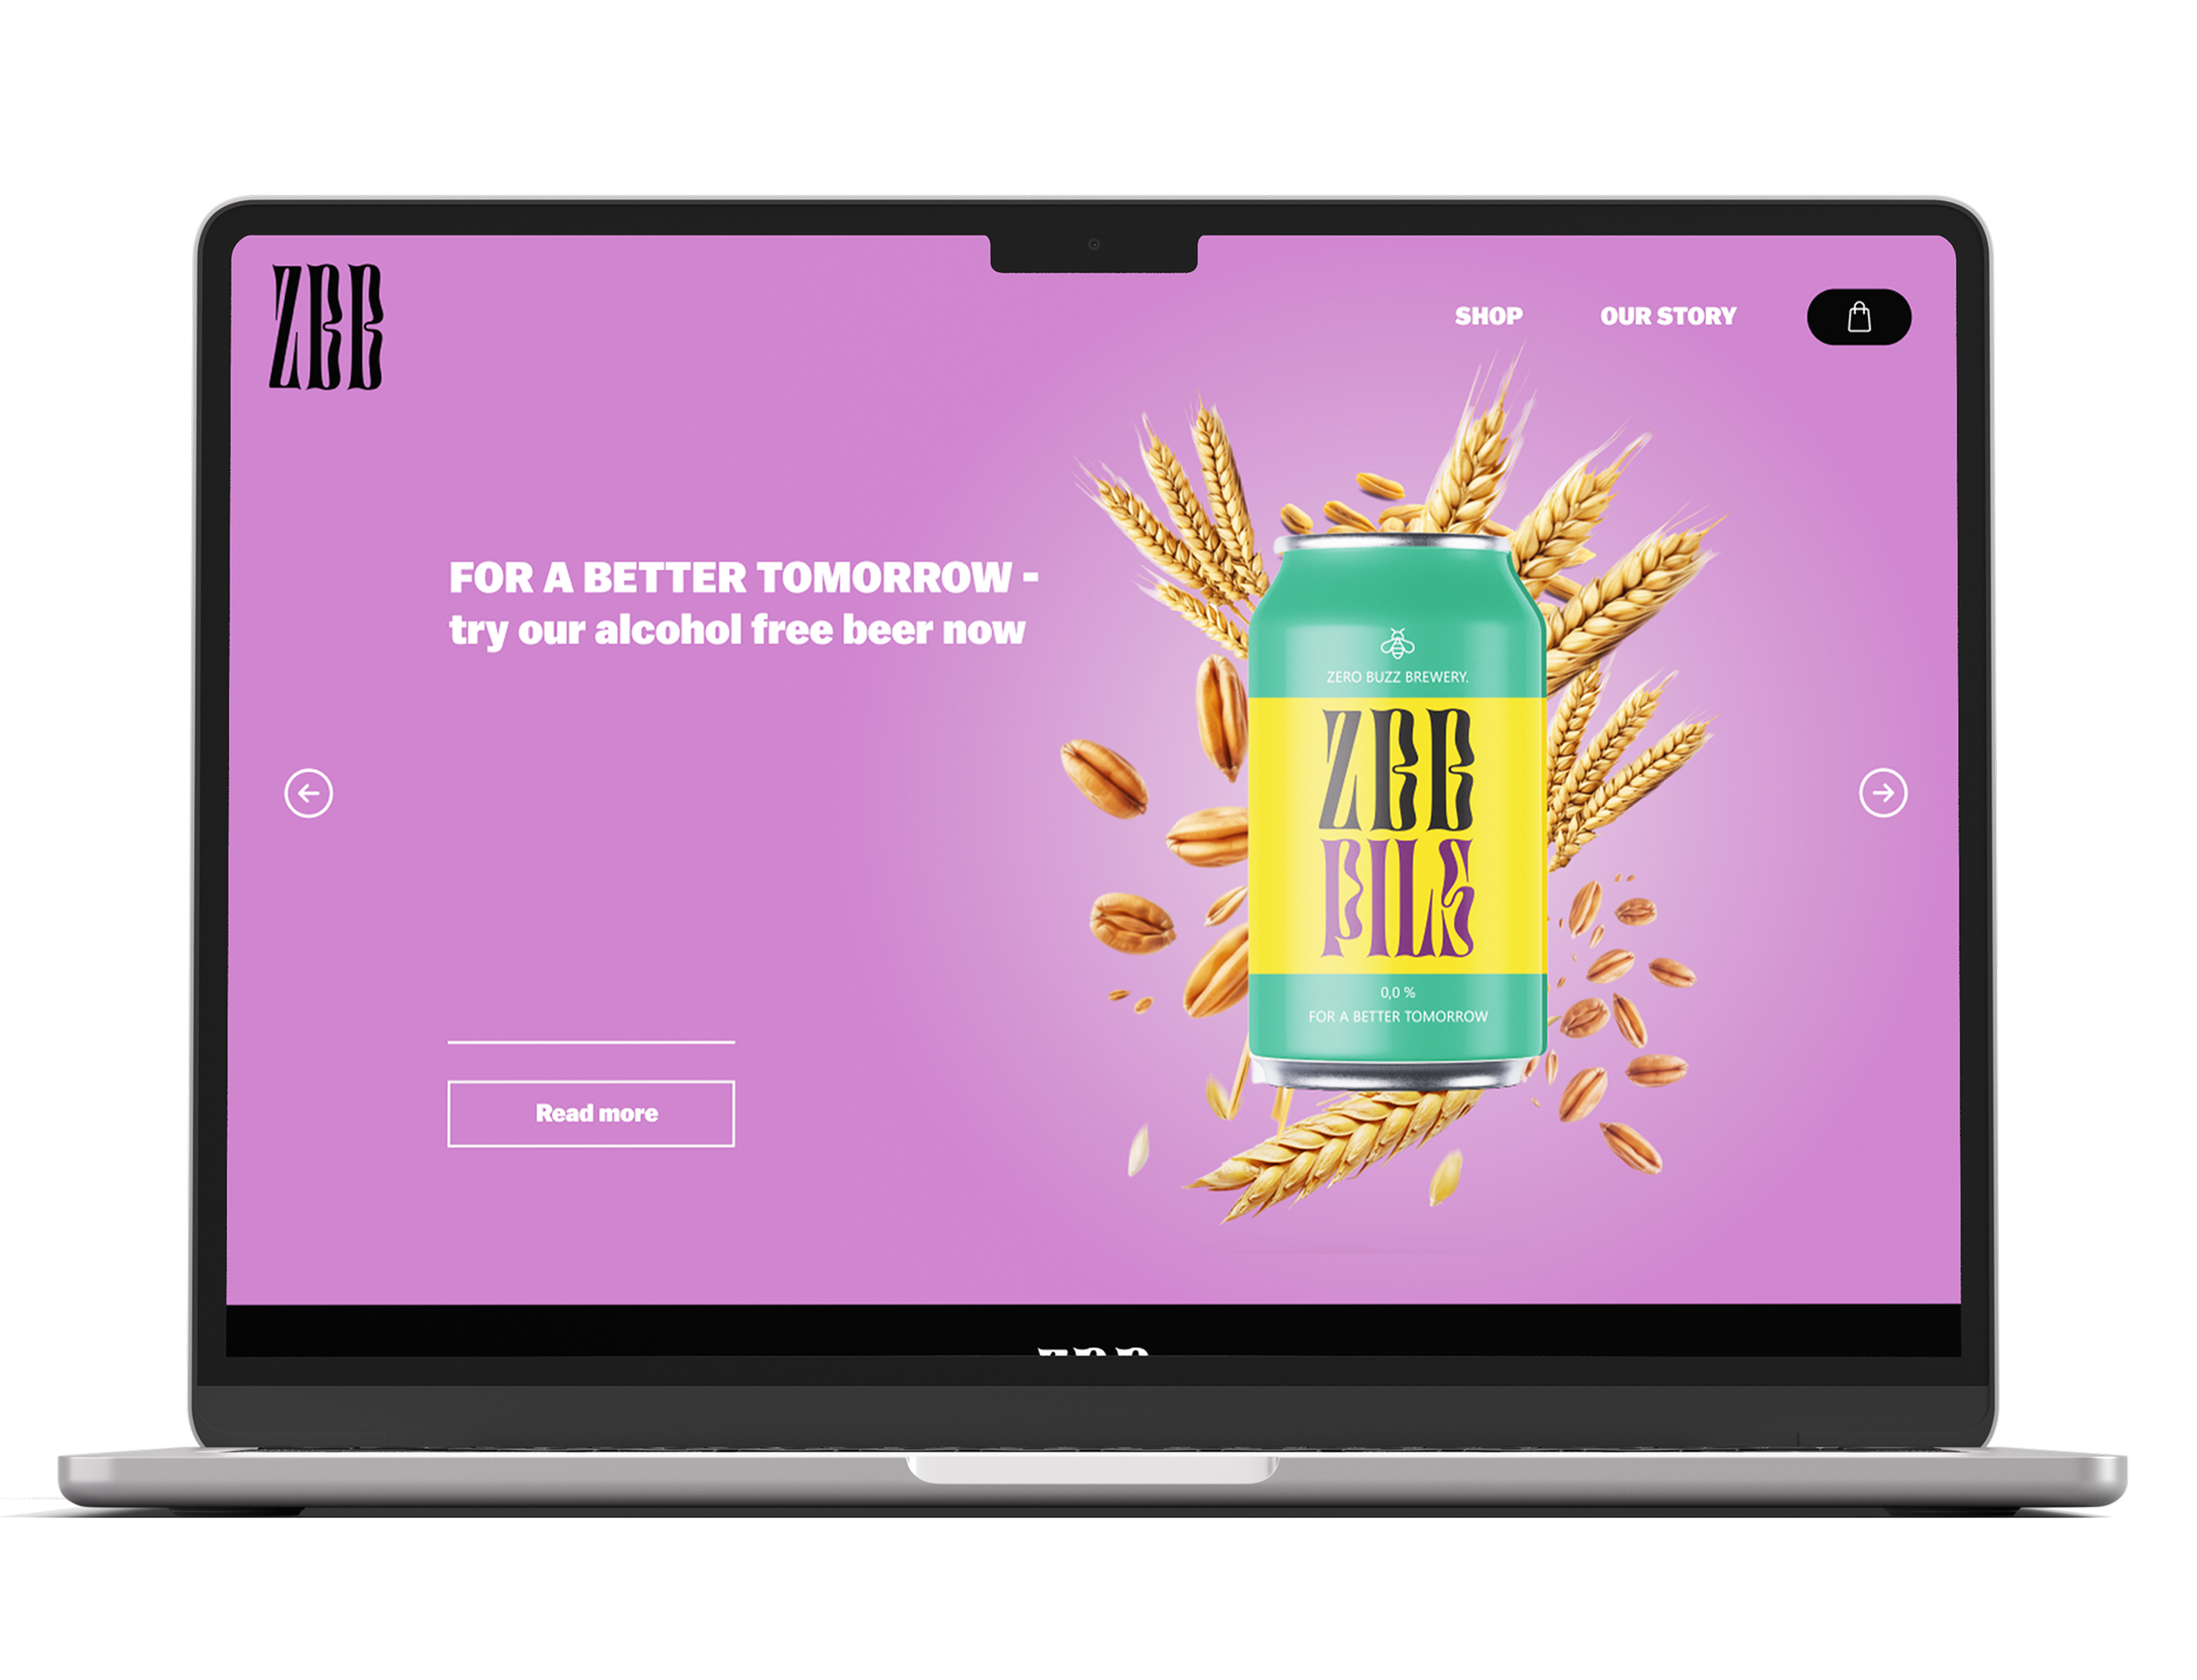 ZBB
SHOP
OUR STORY
FOR A BETTER TOMORROW -
try our alcohol free beer now
ZERO BUZZ BREWERY.
ZBB
PILS
0,0 %
FOR A BETTER TOMORROW
Read more